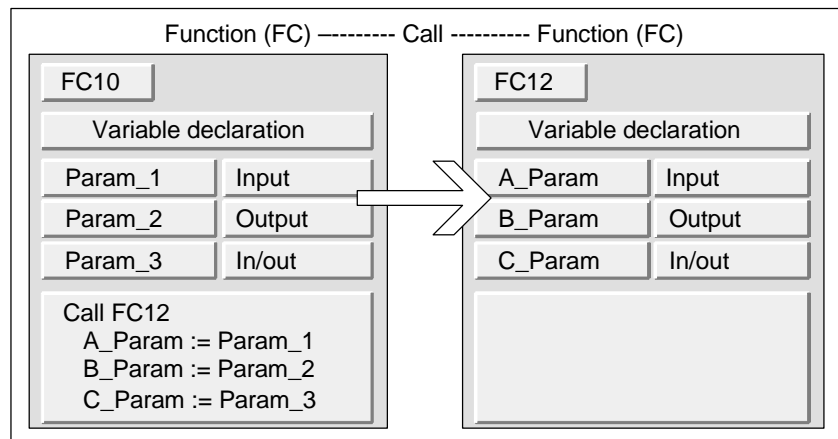 Function (FC) –-------- Call ---------- Function (FC)
FC10
Variable declaration
Param_1 Input
Param_2 Output
Param_3 In/out
Call FC12
A_Param := Param_1
B_Param := Param_2
C_Param := Param_3
FC12
Variable declaration
A_Param Input
B_Param Output
C_Param In/out